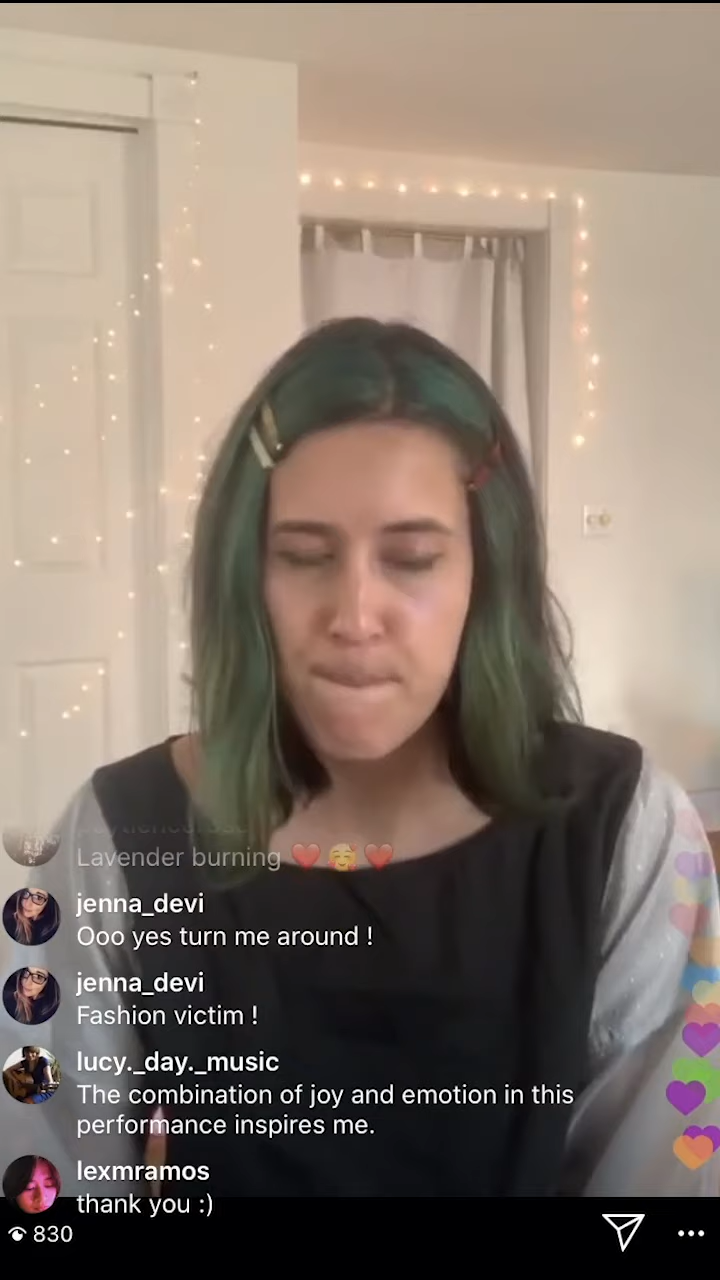 Lavender burning ❤️🥰❤️
jenna_devi
Ooo yes turn me around !
jenna_devi
Fashion victim !
lucy._day._music
The combination of joy and emotion in this
performance inspires me.
lexmramos
thank you :)
830